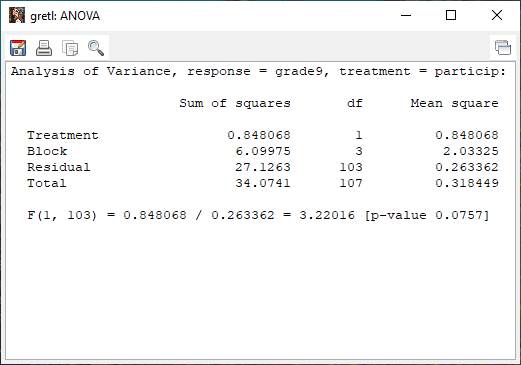 gretl: ANOVA
Analysis of Variance, response = grade9, treatment = particip:
Sum of squares df Mean square
Treatment 0.848068 1 0.848068
Block 6.09975 3 2.03325
Residual 27.1263 103 0.263362
Total 34.0741 107 0.318449
F(1, 103) = 0.848068 / 0.263362 = 3.22016 [p-value 0.0757]